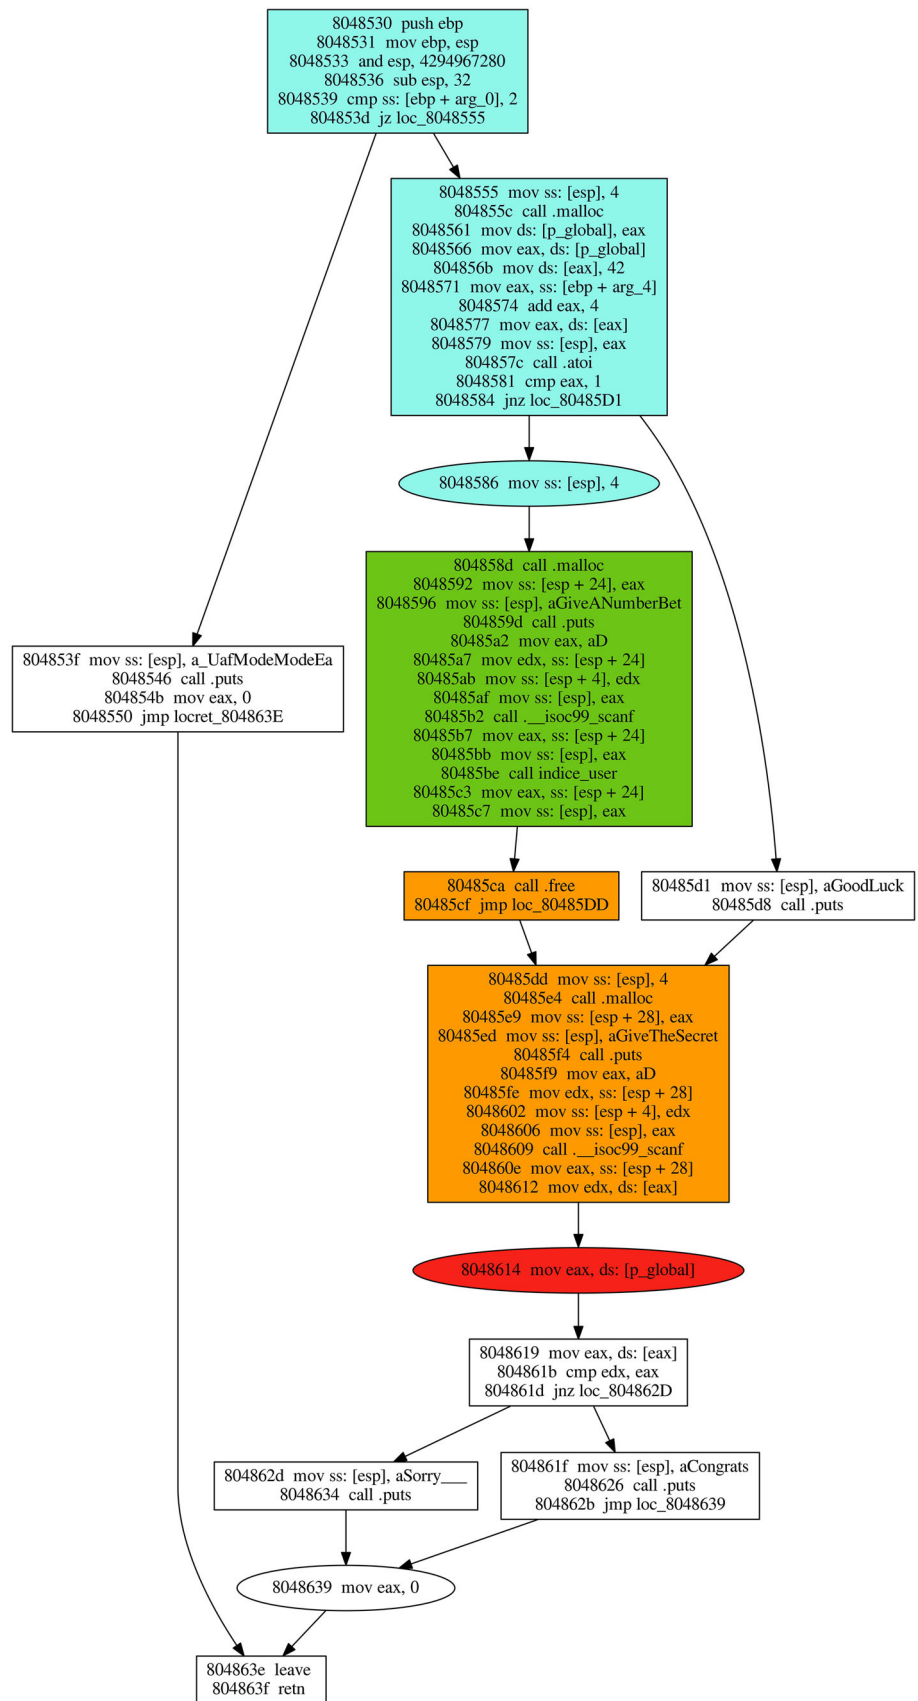 8048530  push ebp
8048531  mov ebp, esp
8048533  and esp, 4294967280
8048536  sub esp, 32
8048539  cmp ss: [ebp + arg_0], 2
804853d  jz loc_8048555
8048555  mov ss: [esp], 4
804855c  call .malloc
8048561  mov ds: [p_global], eax
8048566  mov eax, ds: [p_global]
804856b  mov ds: [eax], 42
8048571  mov eax, ss: [ebp + arg_4]
8048574  add eax, 4
8048577  mov eax, ds: [eax]
8048579  mov ss: [esp], eax
804857c  call .atoi
8048581  cmp eax, 1
8048584  jnz loc_80485D1
8048586  mov ss: [esp], 4
804858d  call .malloc
8048592  mov ss: [esp + 24], eax
8048596  mov ss: [esp], aGiveANumberBet
804859d  call .puts
80485a2  mov eax, aD
80485a7  mov edx, ss: [esp + 24]
80485ab  mov ss: [esp + 4], edx
80485af  mov ss: [esp], eax
80485b2  call .__isoc99_scanf
80485b7  mov eax, ss: [esp + 24]
80485bb  mov ss: [esp], eax
80485be  call indice_user
80485c3  mov eax, ss: [esp + 24]
80485c7  mov ss: [esp], eax
804853f  mov ss: [esp], a_UafModeModeEa
8048546  call .puts
804854b  mov eax, 0
8048550  jmp locret_804863E
80485ca  call .free
80485cf  jmp loc_80485DD
80485d1  mov ss: [esp], aGoodLuck
80485d8  call .puts
80485dd  mov ss: [esp], 4
80485e4  call .malloc
80485e9  mov ss: [esp + 28], eax
80485ed  mov ss: [esp], aGiveTheSecret
80485f4  call .puts
80485f9  mov eax, aD
80485fe  mov edx, ss: [esp + 28]
8048602  mov ss: [esp + 4], edx
8048606  mov ss: [esp], eax
8048609  call .__isoc99_scanf
804860e  mov eax, ss: [esp + 28]
8048612  mov edx, ds: [eax]
8048614  mov eax, ds: [p_global]
8048619  mov eax, ds: [eax]
804861b  cmp edx, eax
804861d  jnz loc_804862D
804862d  mov ss: [esp], aSorry___
8048634  call .puts
804861f  mov ss: [esp], aCongrats
8048626  call .puts
804862b  jmp loc_8048639
8048639  mov eax, 0
804863e  leave
804863f  retn